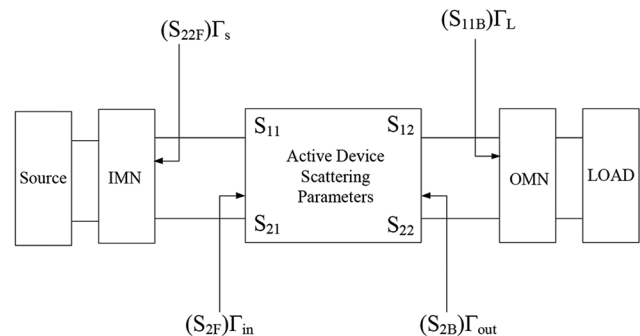 (S22F)Γs
(S11B)ΓL
S11
S12
Source
IMN
Active Device
Scattering
Parameters
OMN
LOAD
S21
S22
(S2F)Γin
(S2B)Γout